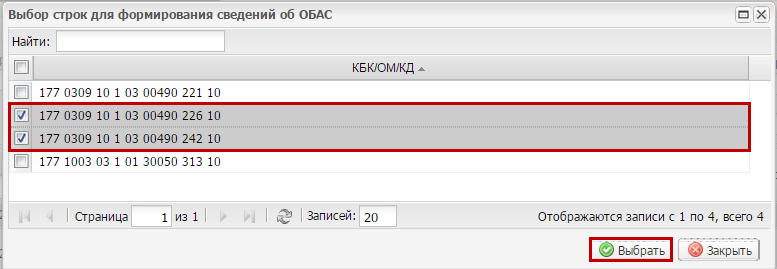 Выбор строк для формирования сведений об ОБАС
Найти:
КБК/ОМ/КД
177 0309 10 1 03 00490 221 10
177 0309 10 1 03 00490 226 10
177 0309 10 1 03 00490 242 10
177 1003 03 1 01 30050 313 10
Страница 1 из 1 Записей: 20 Отображаются записи с 1 по 4, всего 4
Выбрать Закрыть